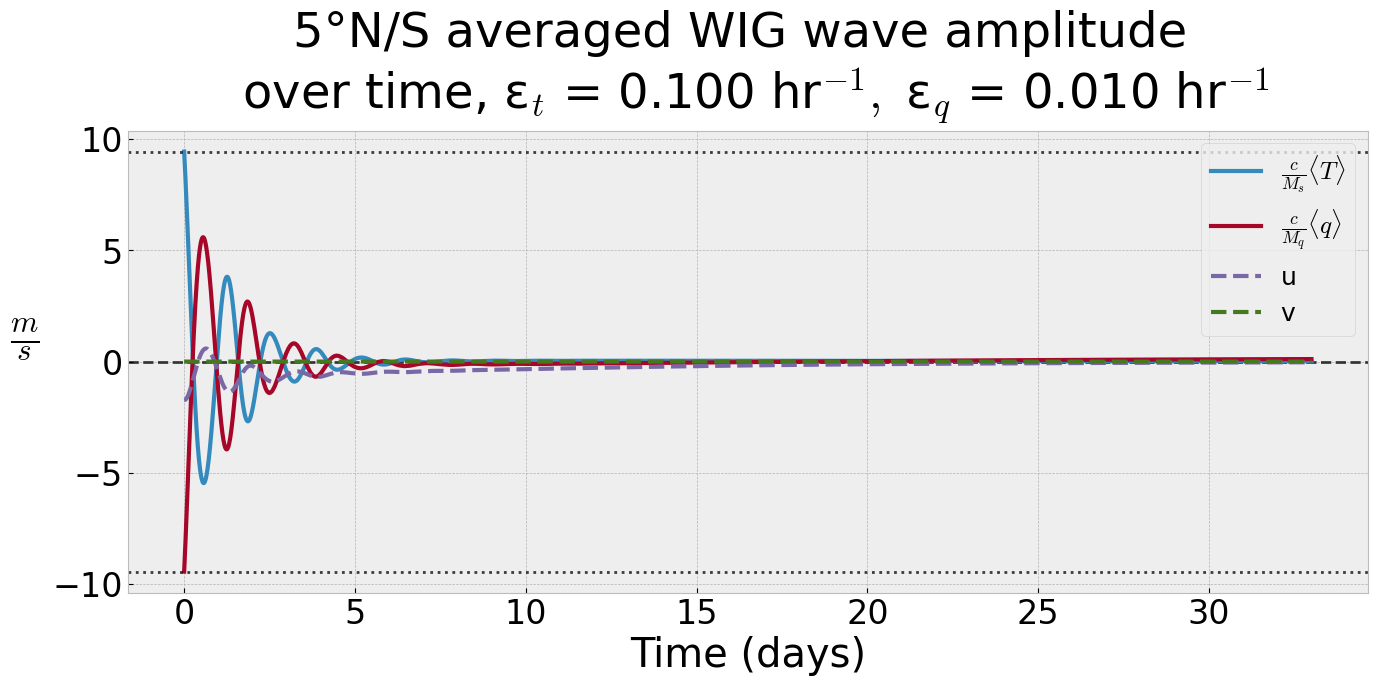 5°N/S averaged WIG wave amplitude
over time, ε_t = 0.100 hr⁻¹, ε_q = 0.010 hr⁻¹
10
5
0
−5
−10
m/s
c/M_s ⟨T⟩
c/M_q ⟨q⟩
u
v
0 5 10 15 20 25 30
Time (days)